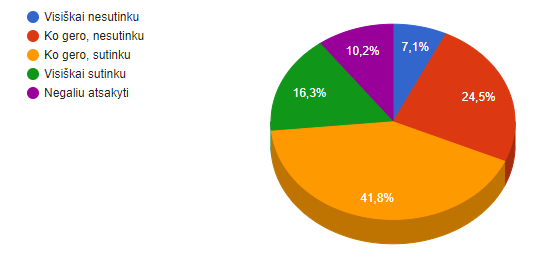 Visiškai nesutinku
Ko gero, nesutinku
Ko gero, sutinku
Visiškai sutinku
Negaliu atsakyti
7,1%
24,5%
41,8%
16,3%
10,2%